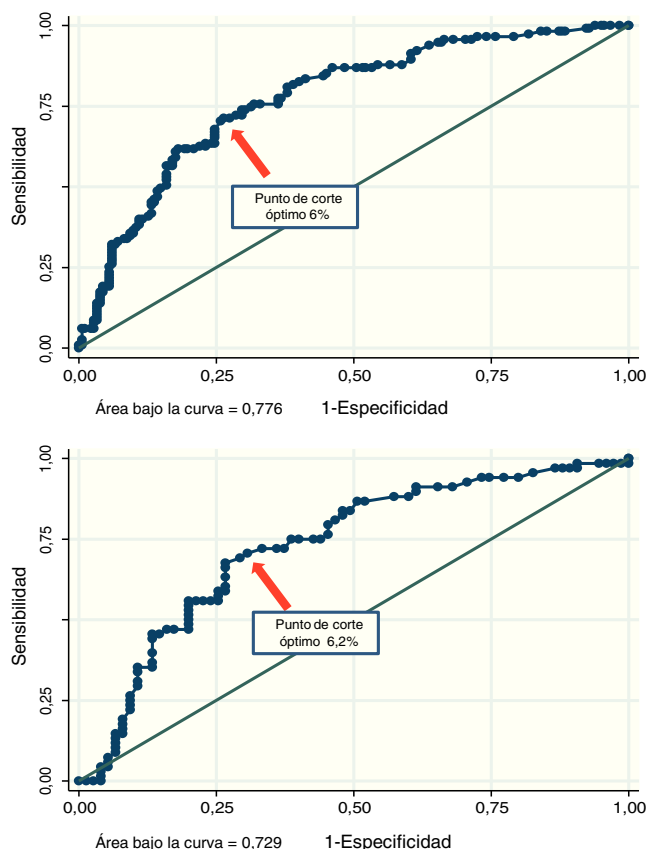 1,00
0,75
Sensibilidad
Punto de corte
óptimo 6%
0,25
0,00
0,00 0,25 0,50 0,75 1,00
Área bajo la curva = 0,776 1-Especificidad
1,00
0,75
Sensibilidad
Punto de corte
óptimo 6,2%
0,25
0,00
0,00 0,25 0,50 0,75 1,00
Área bajo la curva = 0,729 1-Especificidad